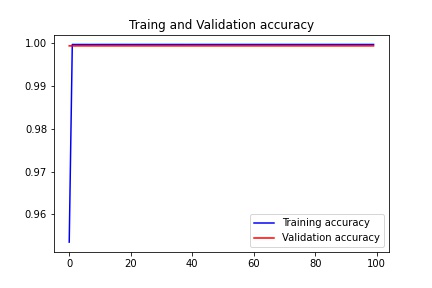 Traing and Validation accuracy
1.00
0.99
0.98
0.97
0.96
Training accuracy
Validation accuracy
0 20 40 60 80 100